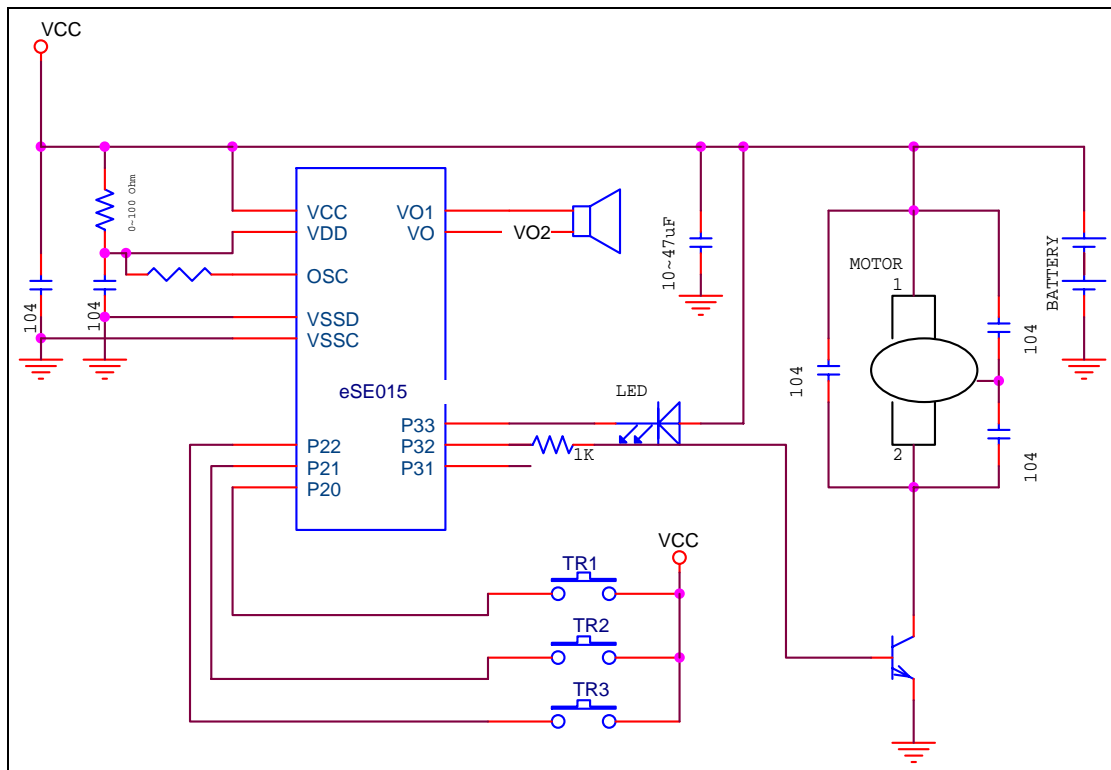 VCC
0~100 Ohm
VCC
VDD
OSC
VSSD
VSSC
104
104
VO1
VO
VO2
10~47uF
MOTOR
1
BATTERY
104
104
104
2
eSE015
LED
P33
P32
P31
1K
P22
P21
P20
VCC
TR1
TR2
TR3